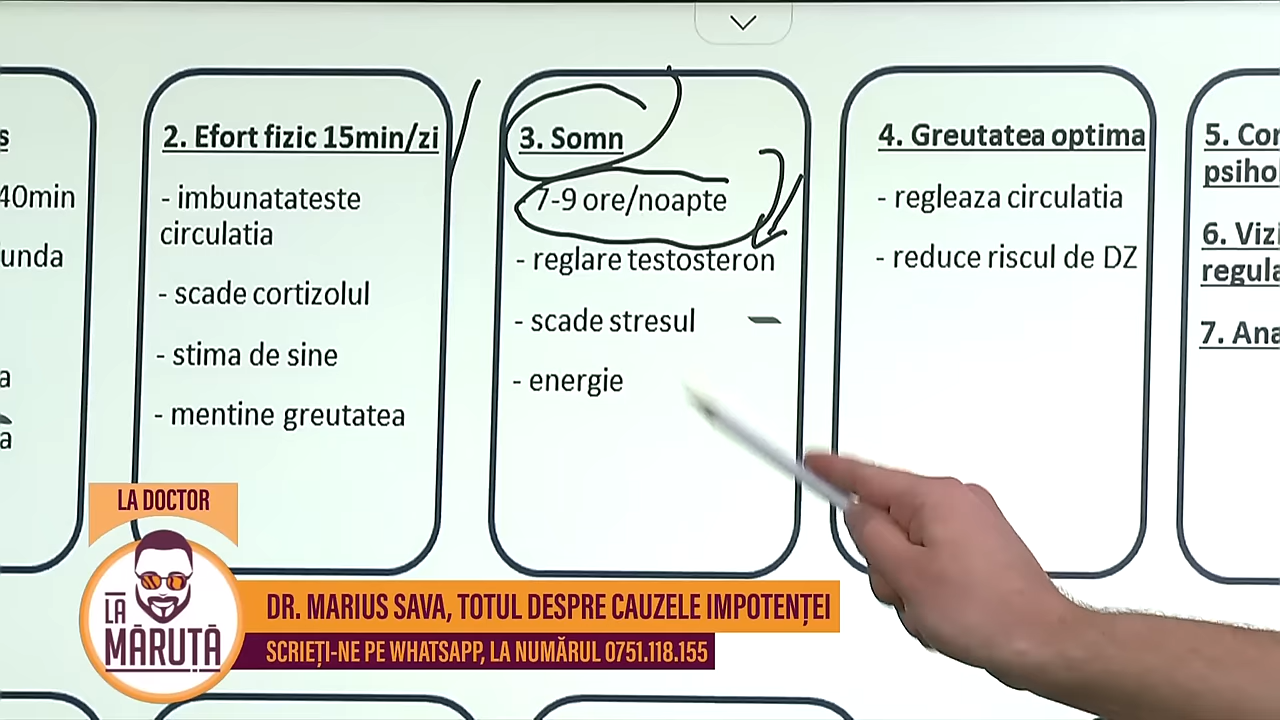 s
40min
unda
a
a
2. Efort fizic 15min/zi
- imbunatateste
circulatia
- scade cortizolul
- stima de sine
- mentine greutatea
3. Somn
7-9 ore/noapte
- reglare testosteron
- scade stresul
- energie
4. Greutatea optima
- regleaza circulatia
- reduce riscul de DZ
5. Con
psihol
6. Vizi
regula
7. Ana
LA DOCTOR
LA
MĂRUȚĂ
DR. MARIUS SAVA, TOTUL DESPRE CAUZELE IMPOTENȚEI
SCRIEȚI-NE PE WHATSAPP, LA NUMĂRUL 0751.118.155